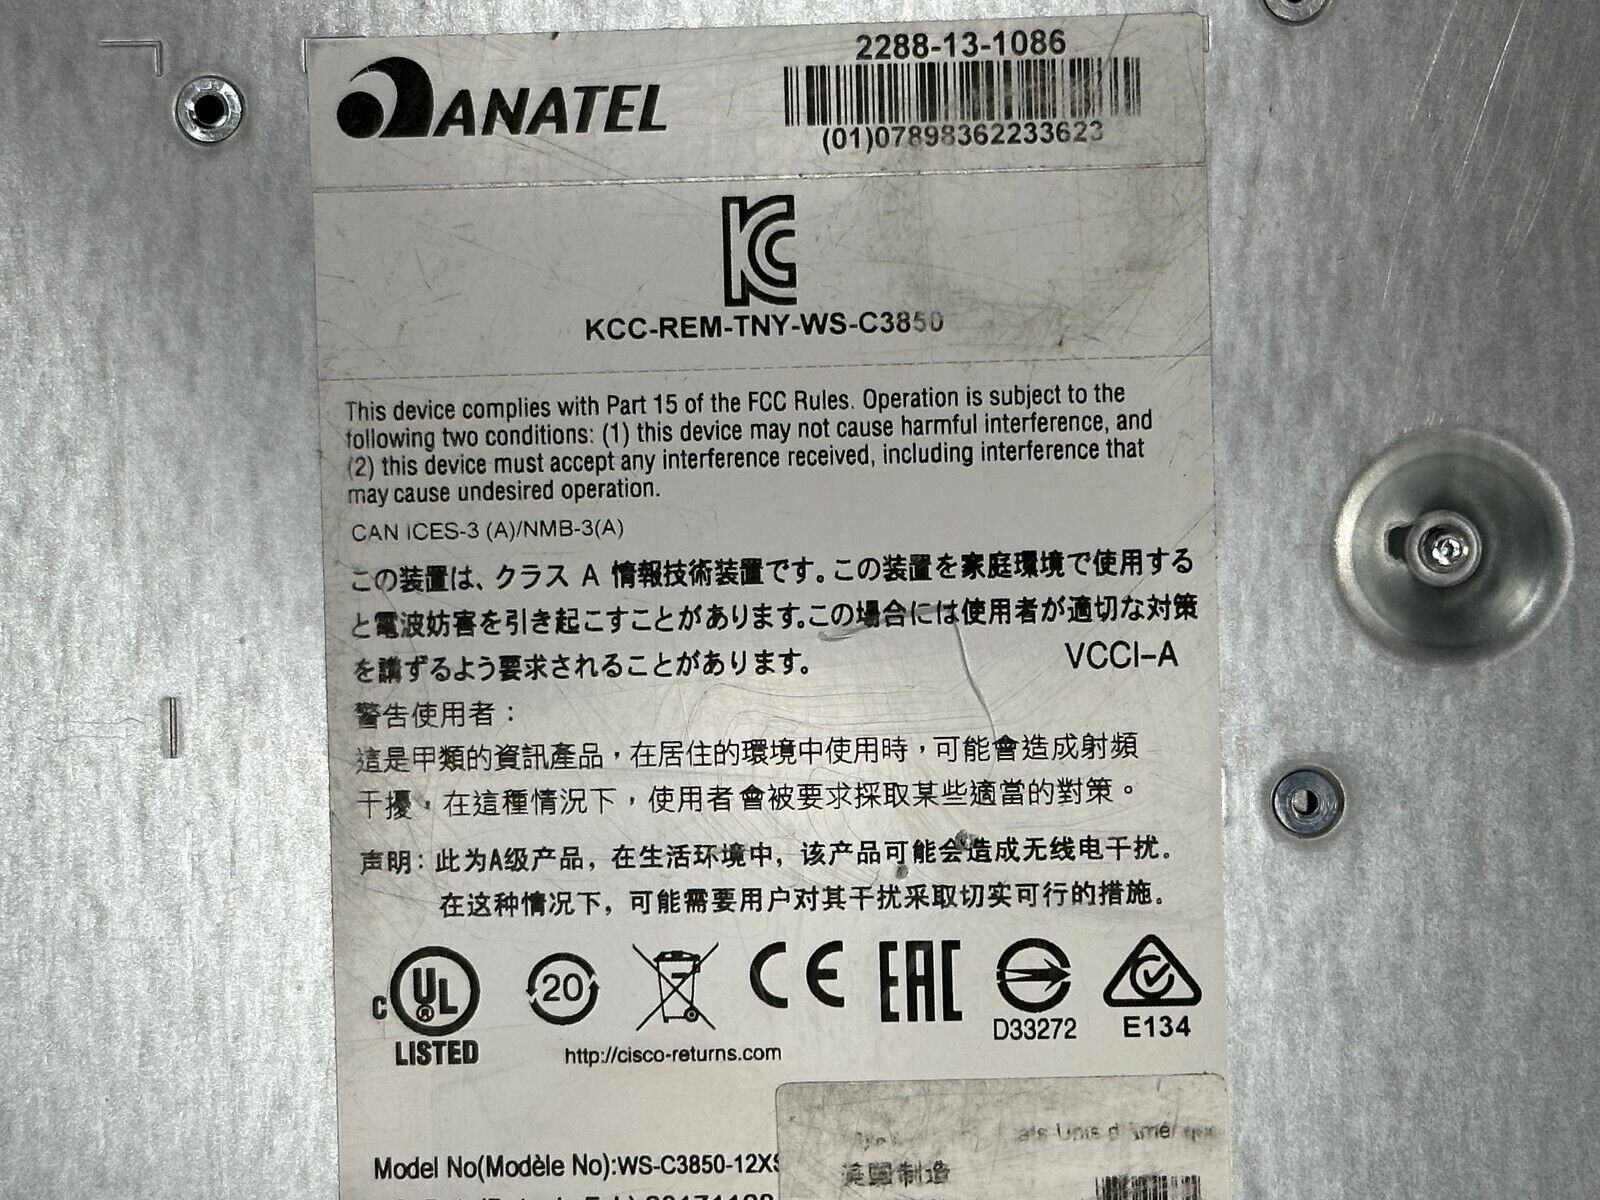 ANATEL
2288-13-1086
(01)07898362233623
KCC-REM-TNY-WS-C3850
This device complies with Part 15 of the FCC Rules. Operation is subject to the
following two conditions: (1) this device may not cause harmful interference, and
(2) this device must accept any interference received, including interference that
may cause undesired operation.
CAN ICES-3 (A)/NMB-3(A)
この装置は、クラス A 情報技術装置です。この装置を家庭環境で使用する
と電波妨害を引き起こすことがあります。この場合には使用者が適切な対策
を講ずるよう要求されることがあります。 VCCI-A
警告使用者：
這是甲類的資訊產品，在居住的環境中使用時，可能會造成射頻
干擾，在這種情況下，使用者會被要求採取某些適當的對策。
声明：此为A级产品，在生活环境中，该产品可能会造成无线电干扰。
在这种情况下，可能需要用户对其干扰采取切实可行的措施。
C UL ® 20 CE EAC
LISTED http://cisco-returns.com D33272 E134
Model No(Modèle No):WS-C3850-12XS
制造